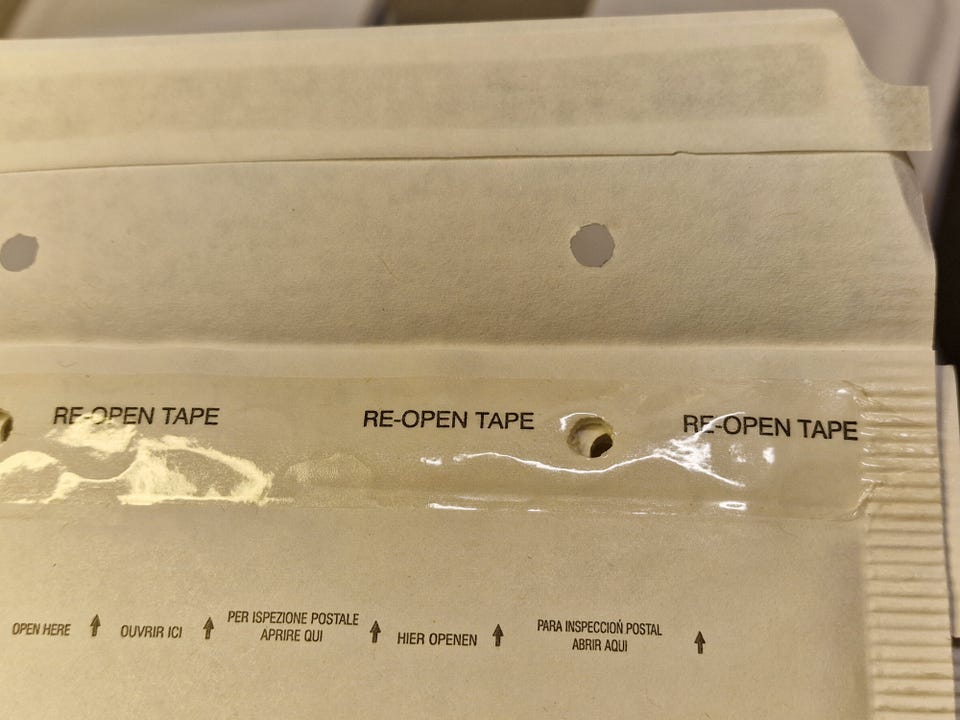 RE-OPEN TAPE RE-OPEN TAPE RE-OPEN TAPE
OPEN HERE
OUVRIR ICI
PER ISPEZIONE POSTALE
APRIRE QUI
HIER OPENEN
PARA INSPECCIOŃ POSTAL
ABRIR AQUI